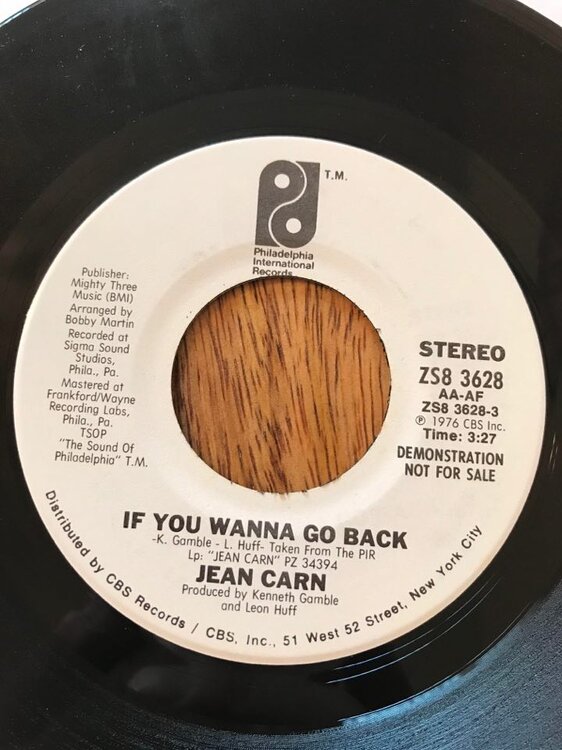 T.M.
Philadelphia
International
Records
Publisher:
Mighty Three
Music (BMI)
Arranged by
Bobby Martin
Recorded at
Sigma Sound
Studios,
Phila., Pa.
Mastered at
Frankford/Wayne
Recording Labs,
Phila., Pa.
TSOP
"The Sound Of
Philadelphia" T.M.
STEREO
ZS8 3628
AA-AF
ZS8 3628-3
℗ 1976 CBS Inc.
Time: 3:27
DEMONSTRATION
NOT FOR SALE
IF YOU WANNA GO BACK
-K. Gamble - L. Huff- Taken From The PIR
Lp: "JEAN CARN" PZ 34394
JEAN CARN
Produced by Kenneth Gamble
and Leon Huff
Distributed by CBS Records / CBS, Inc., 51 West 52 Street, New York City